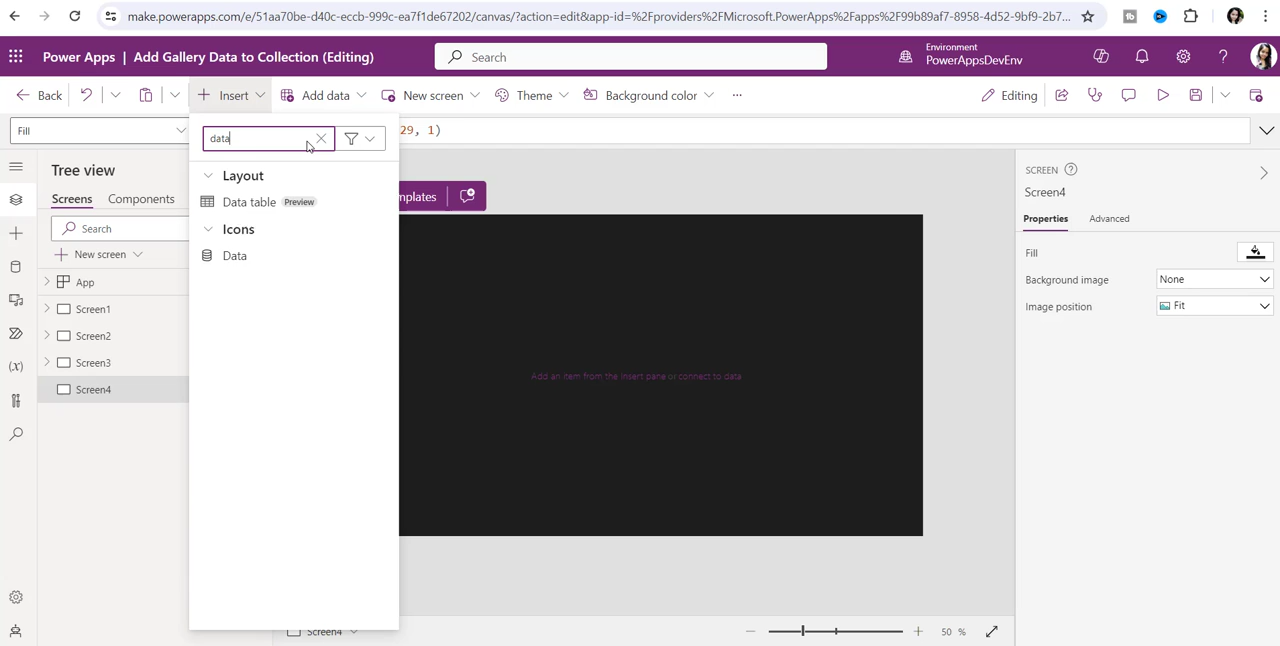 make.powerapps.com/e/51aa70be-d40c-eccb-999c-ea7f1de67202/canvas/?action=edit&app-id=%2Fproviders%2FMicrosoft.PowerApps%2Fapps%2F99b89af7-8958-4d52-9bf9-2b7...
Power Apps | Add Gallery Data to Collection (Editing)
Search
Environment
PowerAppsDevEnv
Back
Insert
Add data
New screen
Theme
Background color
...
Editing
Fill
data
29, 1)
Tree view
Layout
SCREEN
Screen4
Screens
Components
Data table Preview
mplates
Properties
Advanced
Search
Icons
New screen
Data
Fill
App
Background image
None
Screen1
Image position
Fit
Screen2
Screen3
Screen4
Add an item from the Insert pane or connect to data
Screen4
50 %